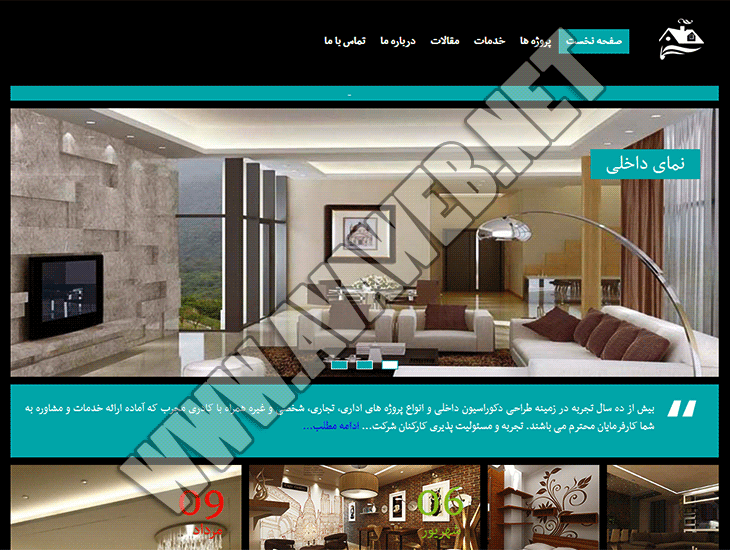 صفحه نخست پروژه ها خدمات مقالات درباره ما تماس با ما
-
نمای داخلی
WWW.AVAWEB.NET
بیش از ده سال تجربه در زمینه طراحی دکوراسیون داخلی و انواع پروژه های اداری، تجاری، شخصی و غیره همراه با کادری مجرب که آماده ارائه خدمات و مشاوره به
شما کارفرمایان محترم می باشند. تجربه و مسئولیت پذیری کارکنان شرکت... ادامه مطلب...
06
شهریور
09
مرداد